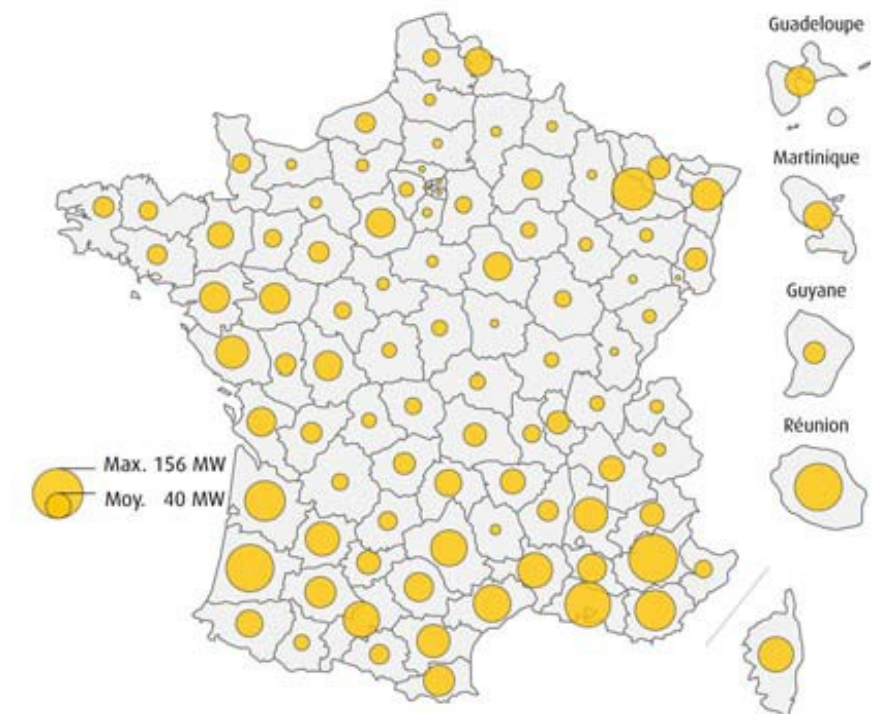 Guadeloupe
Martinique
Guyane
Réunion
Max. 156 MW
Moy. 40 MW